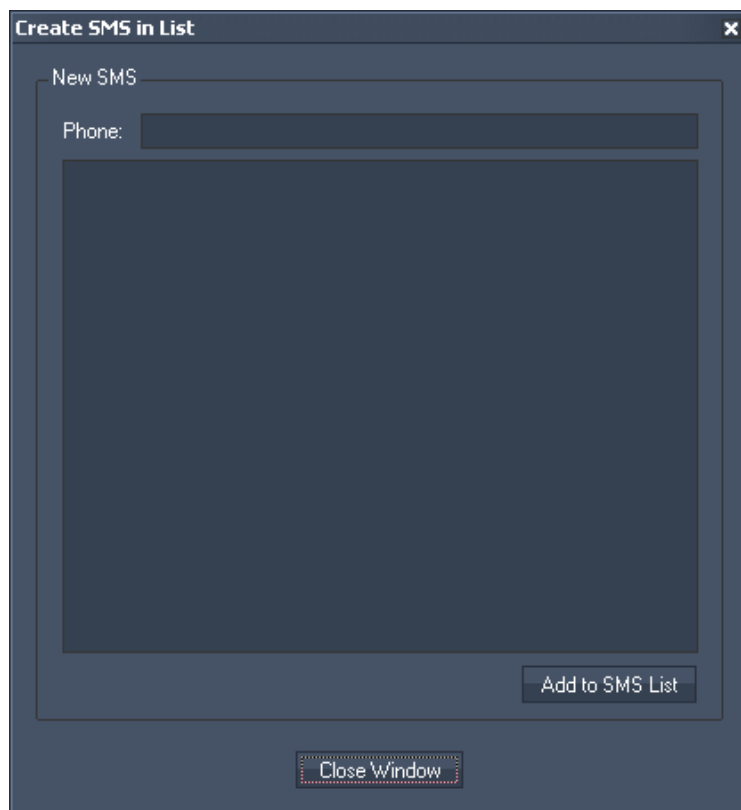 Create SMS in List
New SMS
Phone:
Add to SMS List
Close Window